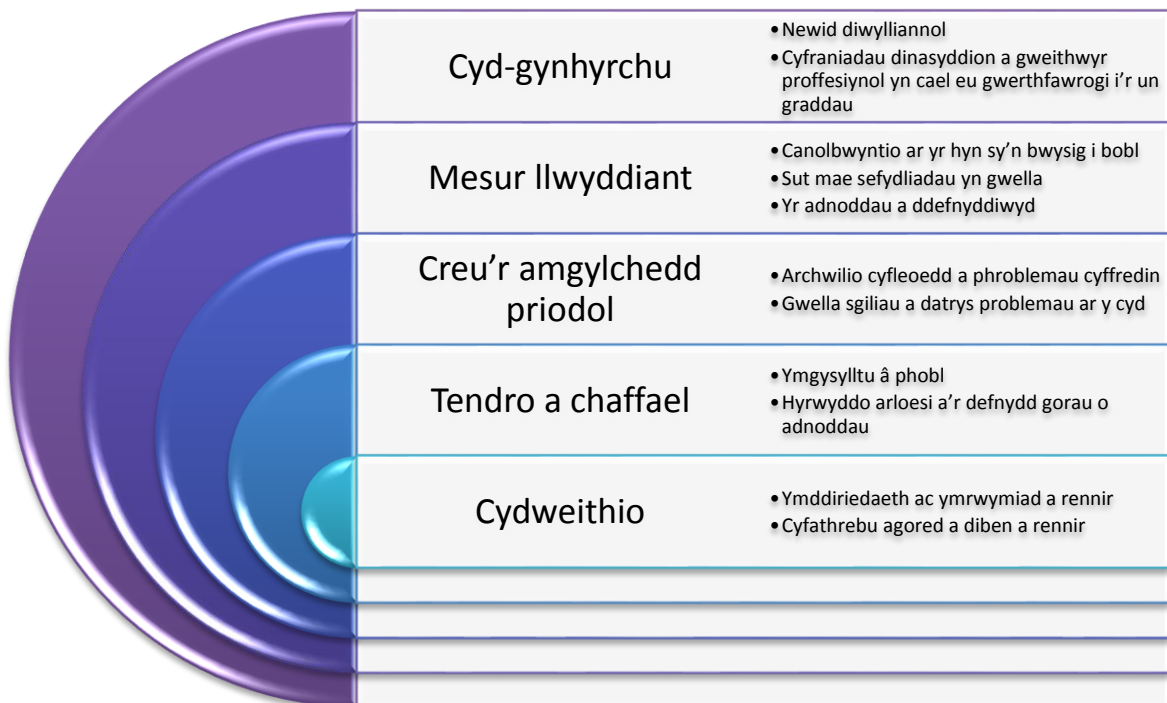 Cyd-gynhyrchu
•Newid diwylliannol
•Cyfraniadau dinasyddion a gweithwyr
proffesiynol yn cael eu gwerthfawrogi i’r un
graddau
Mesur llwyddiant
•Canolbwyntio ar yr hyn sy’n bwysig i bobl
•Sut mae sefydliadau yn gwella
•Yr adnoddau a ddefnyddiwyd
Creu’r amgylchedd
priodol
•Archwilio cyfleoedd a phroblemau cyffredin
•Gwella sgiliau a datrys problemau ar y cyd
Tendro a chaffael
•Ymgysylltu â phobl
•Hyrwyddo arloesi a’r defnydd gorau o
adnoddau
Cydweithio
•Ymddiriedaeth ac ymrwymiad a rennir
•Cyfathrebu agored a diben a rennir